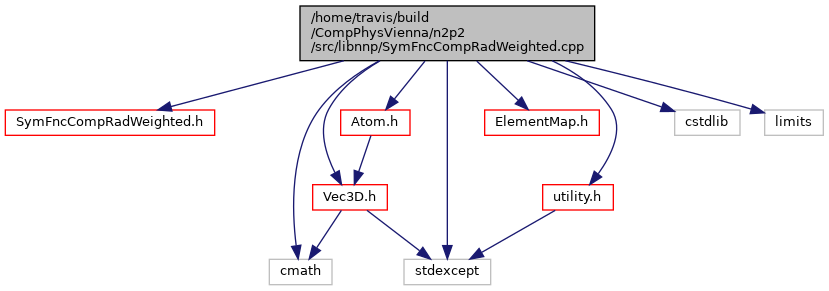 /home/travis/build
/CompPhysVienna/n2p2
/src/libnnp/SymFncCompRadWeighted.cpp
SymFncCompRadWeighted.h
Atom.h
ElementMap.h
cstdlib
limits
Vec3D.h
utility.h
cmath
stdexcept